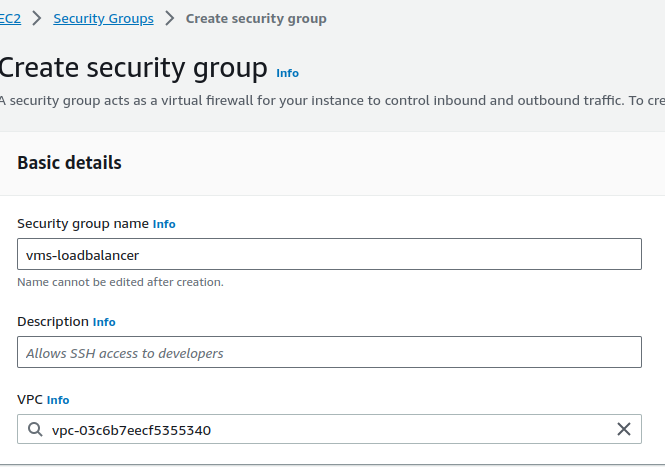 EC2 > Security Groups > Create security group
Create security group Info
A security group acts as a virtual firewall for your instance to control inbound and outbound traffic. To cre
Basic details
Security group name Info
vms-loadbalancer
Name cannot be edited after creation.
Description Info
Allows SSH access to developers
VPC Info
vpc-03c6b7eecf5355340